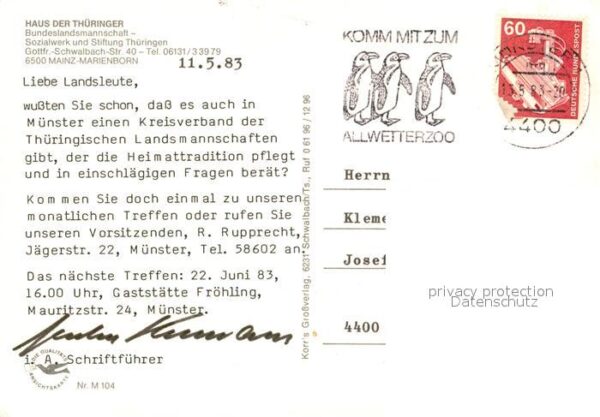 HAUS DER THÜRINGER
Bundeslandsmannschaft –
Sozialwerk und Stiftung Thüringen
Gottfr.-Schwalbach-Str. 40 – Tel. 06131/33979
6500 MAINZ-MARIENBORN
11.5.83
Liebe Landsleute,
wußten Sie schon, daß es auch in
Münster einen Kreisverband der
Thüringischen Landsmannschaften
gibt, der die Heimattradition pflegt
und in einschlägigen Fragen berät?
Kommen Sie doch einmal zu unseren
monatlichen Treffen oder rufen Sie
unseren Vorsitzenden, R. Rupprecht,
Jägerstr. 22, Münster, Tel. 58602 an.
Das nächste Treffen: 22. Juni 83,
16.00 Uhr, Gaststätte Fröhling,
Mauritzstr. 24, Münster.
i. A. Schriftführer
DIE QUALITÄTS
ANSICHTSKARTE
Nr. M 104
Korr's Großverlag, 6231 Schwalbach/Ts., Ruf 0 61 96 / 12 96
KOMM MIT ZUM
ALLWETTERZOO
60
DEUTSCHE BUNDESPOST
4400
Herrn
Kleme
Josef
4400
privacy protection
Datenschutz